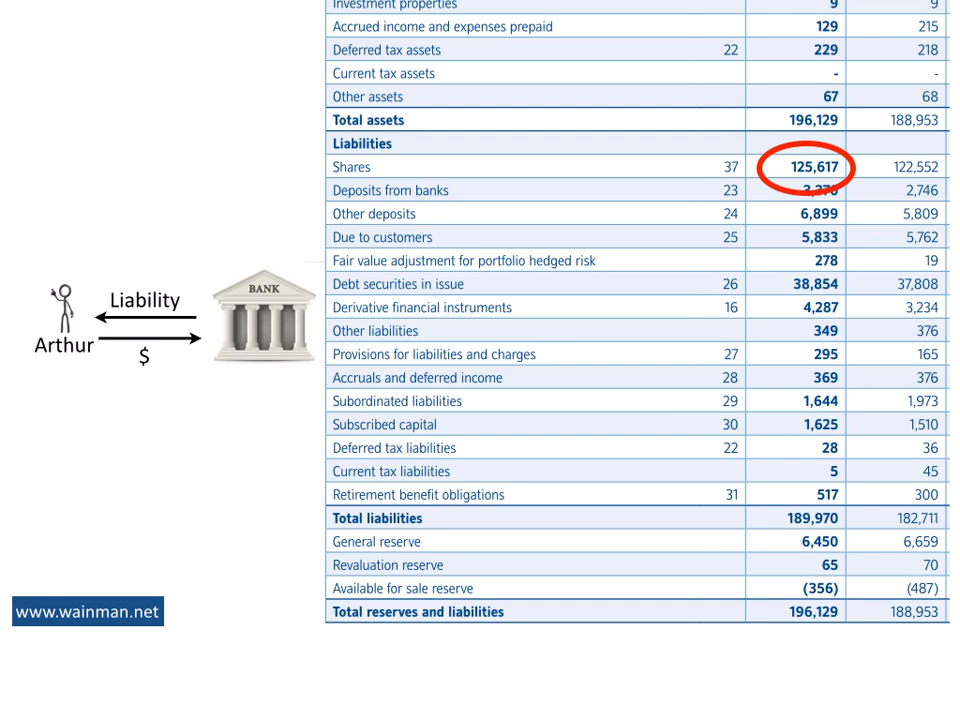 Investment properties 9 9
Accrued income and expenses prepaid 129 215
Deferred tax assets 22 229 218
Current tax assets - -
Other assets 67 68
Total assets 196,129 188,953
Liabilities
Shares 37 125,617 122,552
Deposits from banks 23 2,746
Other deposits 24 6,899 5,809
Due to customers 25 5,833 5,762
Fair value adjustment for portfolio hedged risk 278 19
Debt securities in issue 26 38,854 37,808
Derivative financial instruments 16 4,287 3,234
Other liabilities 349 376
Provisions for liabilities and charges 27 295 165
Accruals and deferred income 28 369 376
Subordinated liabilities 29 1,644 1,973
Subscribed capital 30 1,625 1,510
Deferred tax liabilities 22 28 36
Current tax liabilities 5 45
Retirement benefit obligations 31 517 300
Total liabilities 189,970 182,711
General reserve 6,450 6,659
Revaluation reserve 65 70
Available for sale reserve (356) (487)
Total reserves and liabilities 196,129 188,953
BANK
Liability
Arthur
$
www.wainman.net